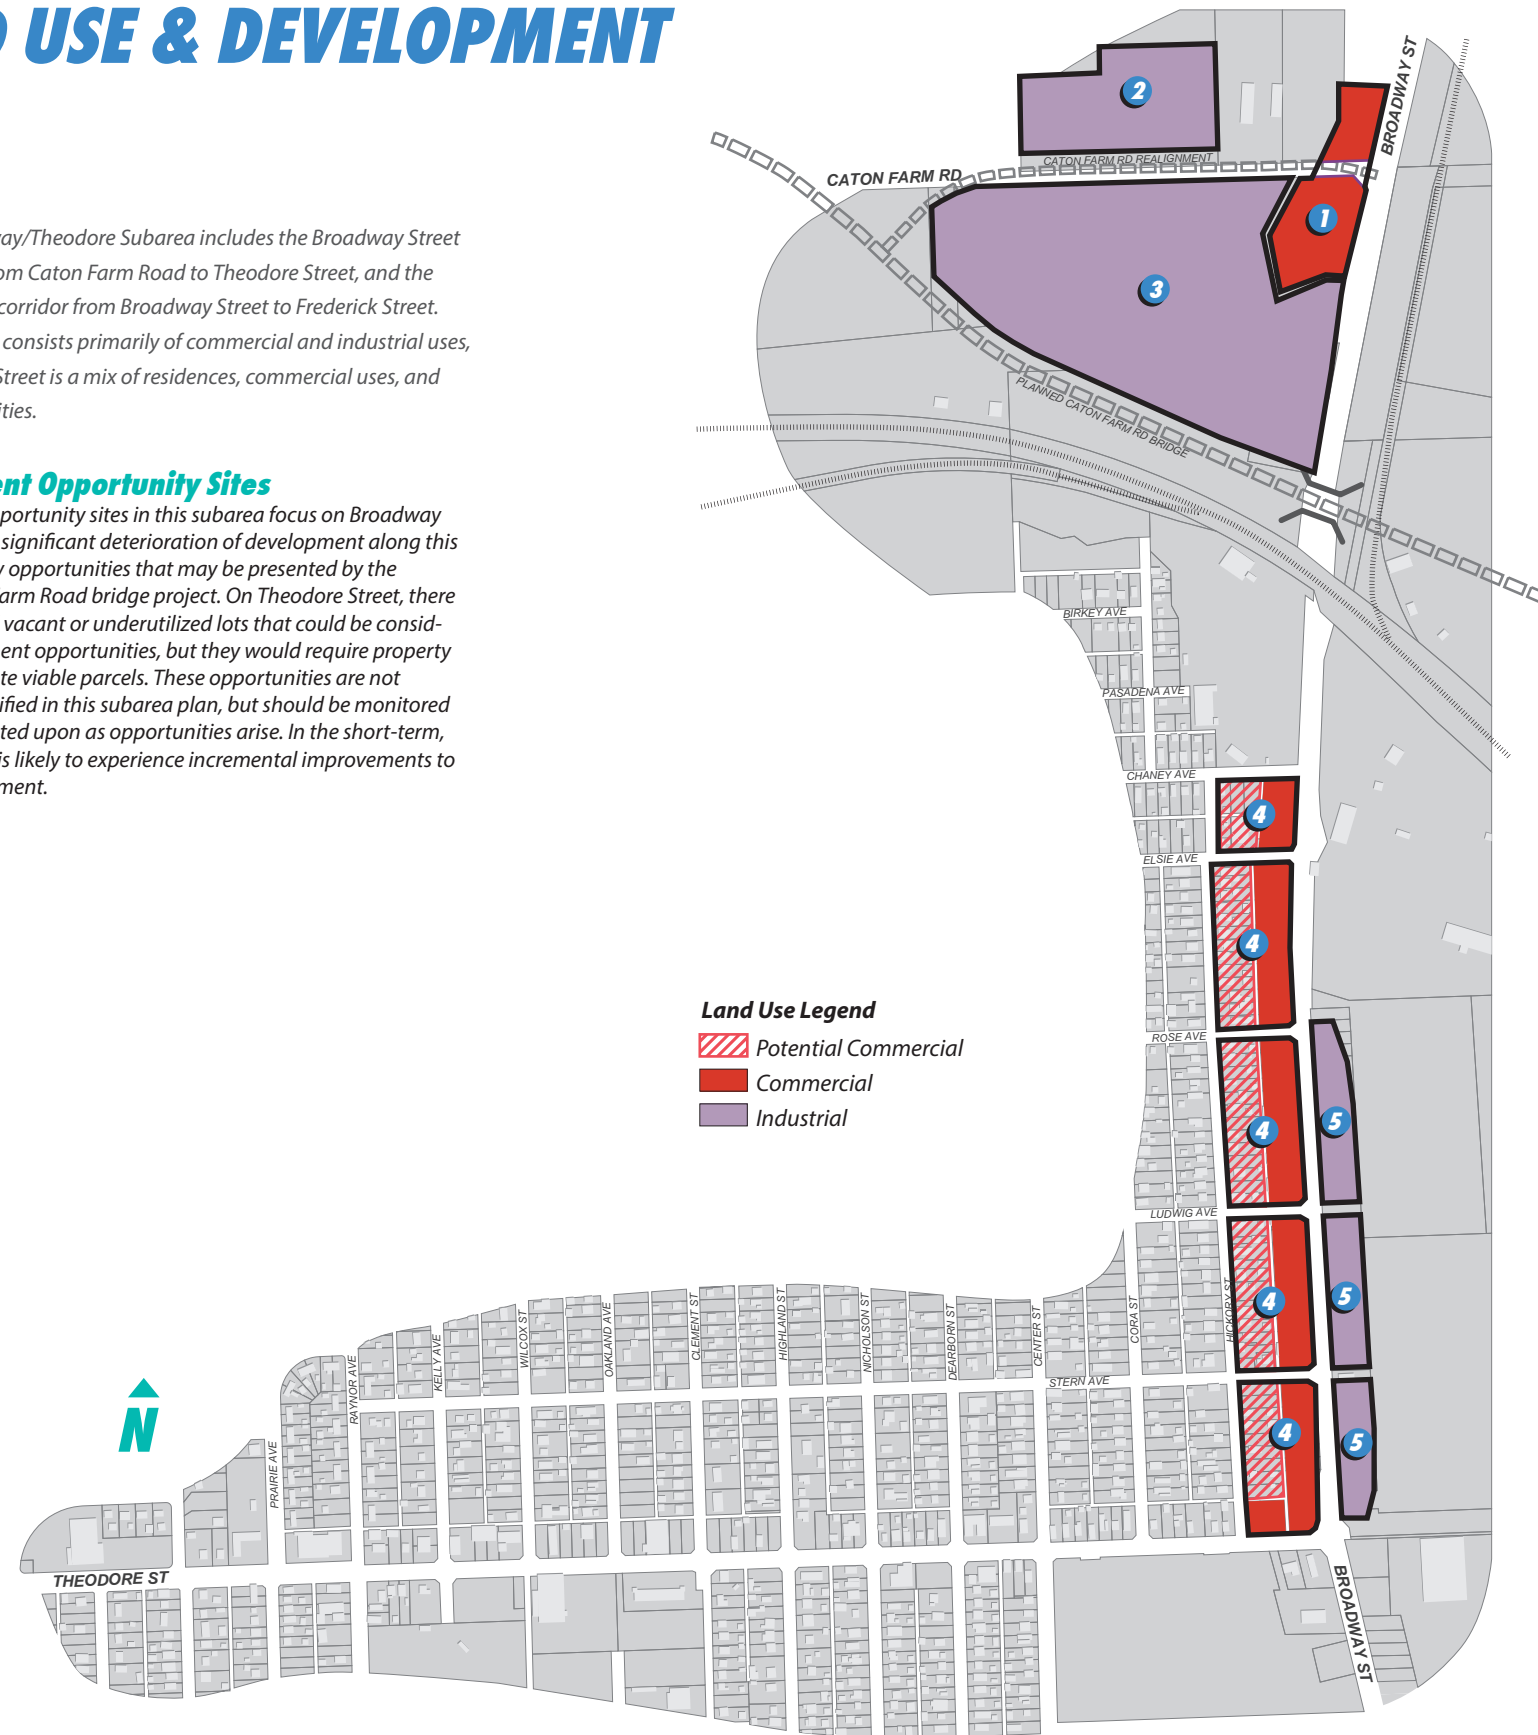 USE & DEVELOPMENT
way/Theodore Subarea includes the Broadway Street
om Caton Farm Road to Theodore Street, and the
corridor from Broadway Street to Frederick Street.
consists primarily of commercial and industrial uses,
Street is a mix of residences, commercial uses, and
ities.
ent Opportunity Sites
portunity sites in this subarea focus on Broadway
significant deterioration of development along this
y opportunities that may be presented by the
arm Road bridge project. On Theodore Street, there
vacant or underutilized lots that could be consid-
ent opportunities, but they would require property
te viable parcels. These opportunities are not
ified in this subarea plan, but should be monitored
ted upon as opportunities arise. In the short-term,
is likely to experience incremental improvements to
ment.
BROADWAY ST
2
CATON FARM RD REALIGNMENT
CATON FARM RD
1
3
PLANNED CATON FARM RD BRIDGE
BIRKEY AVE
PASADENA AVE
CHANEY AVE
4
ELSIE AVE
4
Land Use Legend
Potential Commercial
Commercial
Industrial
ROSE AVE
4
5
LUDWIG AVE
4
5
HICKORY ST
CORA ST
CENTER ST
DEARBORN ST
NICHOLSON ST
HIGHLAND ST
CLEMENT ST
OAKLAND AVE
WILCOX ST
KELLY AVE
RAYNOR AVE
PRAIRIE AVE
STERN AVE
4
5
N
THEODORE ST
BROADWAY ST